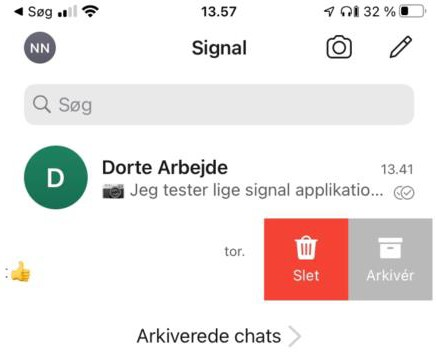 ◀ Søg 13.57 32 %
NN Signal
Søg
D Dorte Arbejde 13.41
Jeg tester lige signal applikatio...
tor.
:👍
Slet Arkivér
Arkiverede chats